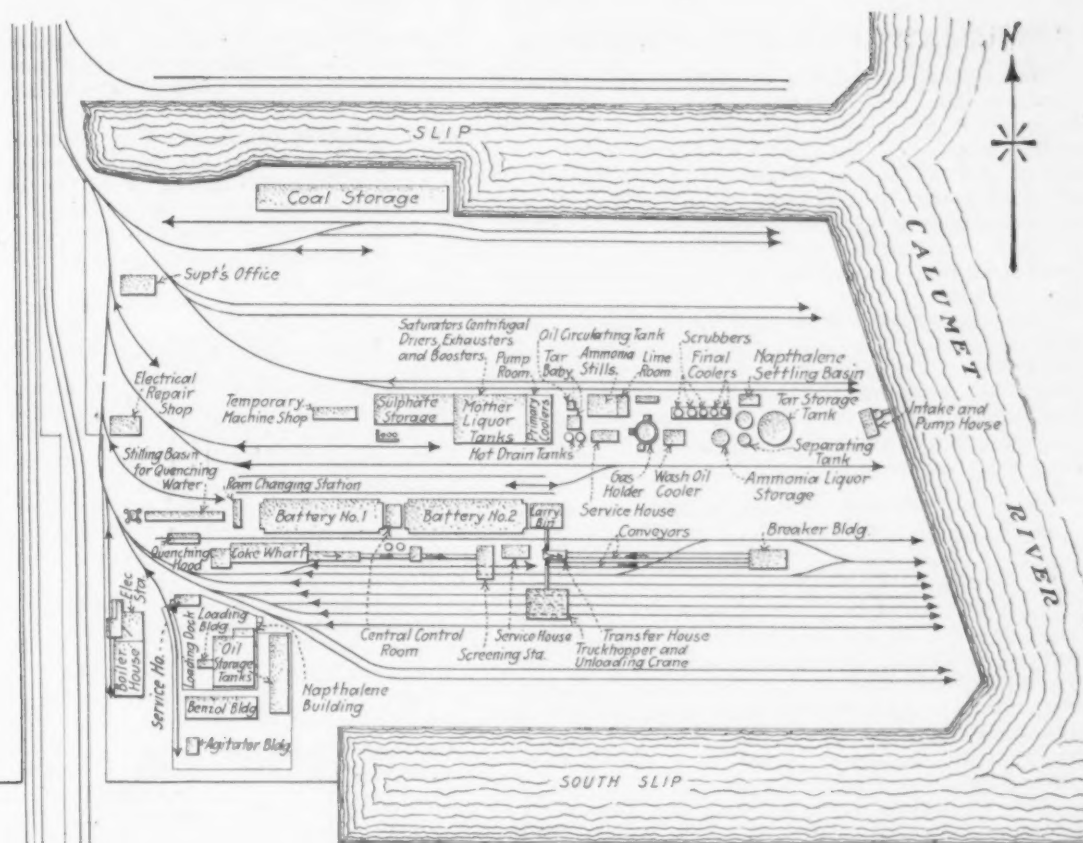 N
SLIP
Coal Storage
CALUMET
RIVER
Supt's Office
Saturators Centrifugal
Driers, Exhausters
and Boosters
Pump
Room
Tar
Baby
Oil Circulating Tank
Ammonia
Stills
Lime
Room
Scrubbers
Final
Coolers
Napthalene
Settling Basin
Tar Storage
Tank
Intake and
Pump House
Electrical
Repair
Shop
Temporary
Machine Shop
Sulphate
Storage
Mother
Liquor
Tanks
Primary
Coolers
Hot Drain Tanks
Gas
Holder
Service House
Wash Oil
Cooler
Separating
Tank
Ammonia Liquor
Storage
Stilling Basin
for Quenching
Water
Ram Changing Station
Battery No.1
Battery No.2
Larry
Bin
Conveyors
Breaker Bldg.
Quenching
Hood
Coke Wharf
Elec
Sta.
Boiler
House
Service Ho.
Loading Dock
Loading Bldg
Oil
Storage
Tanks
Central Control
Room
Screening Sta.
Service House
Transfer House
Truckhopper and
Unloading Crane
Napthalene
Building
Benzol Bldg
Agitator Bldg.
SOUTH SLIP